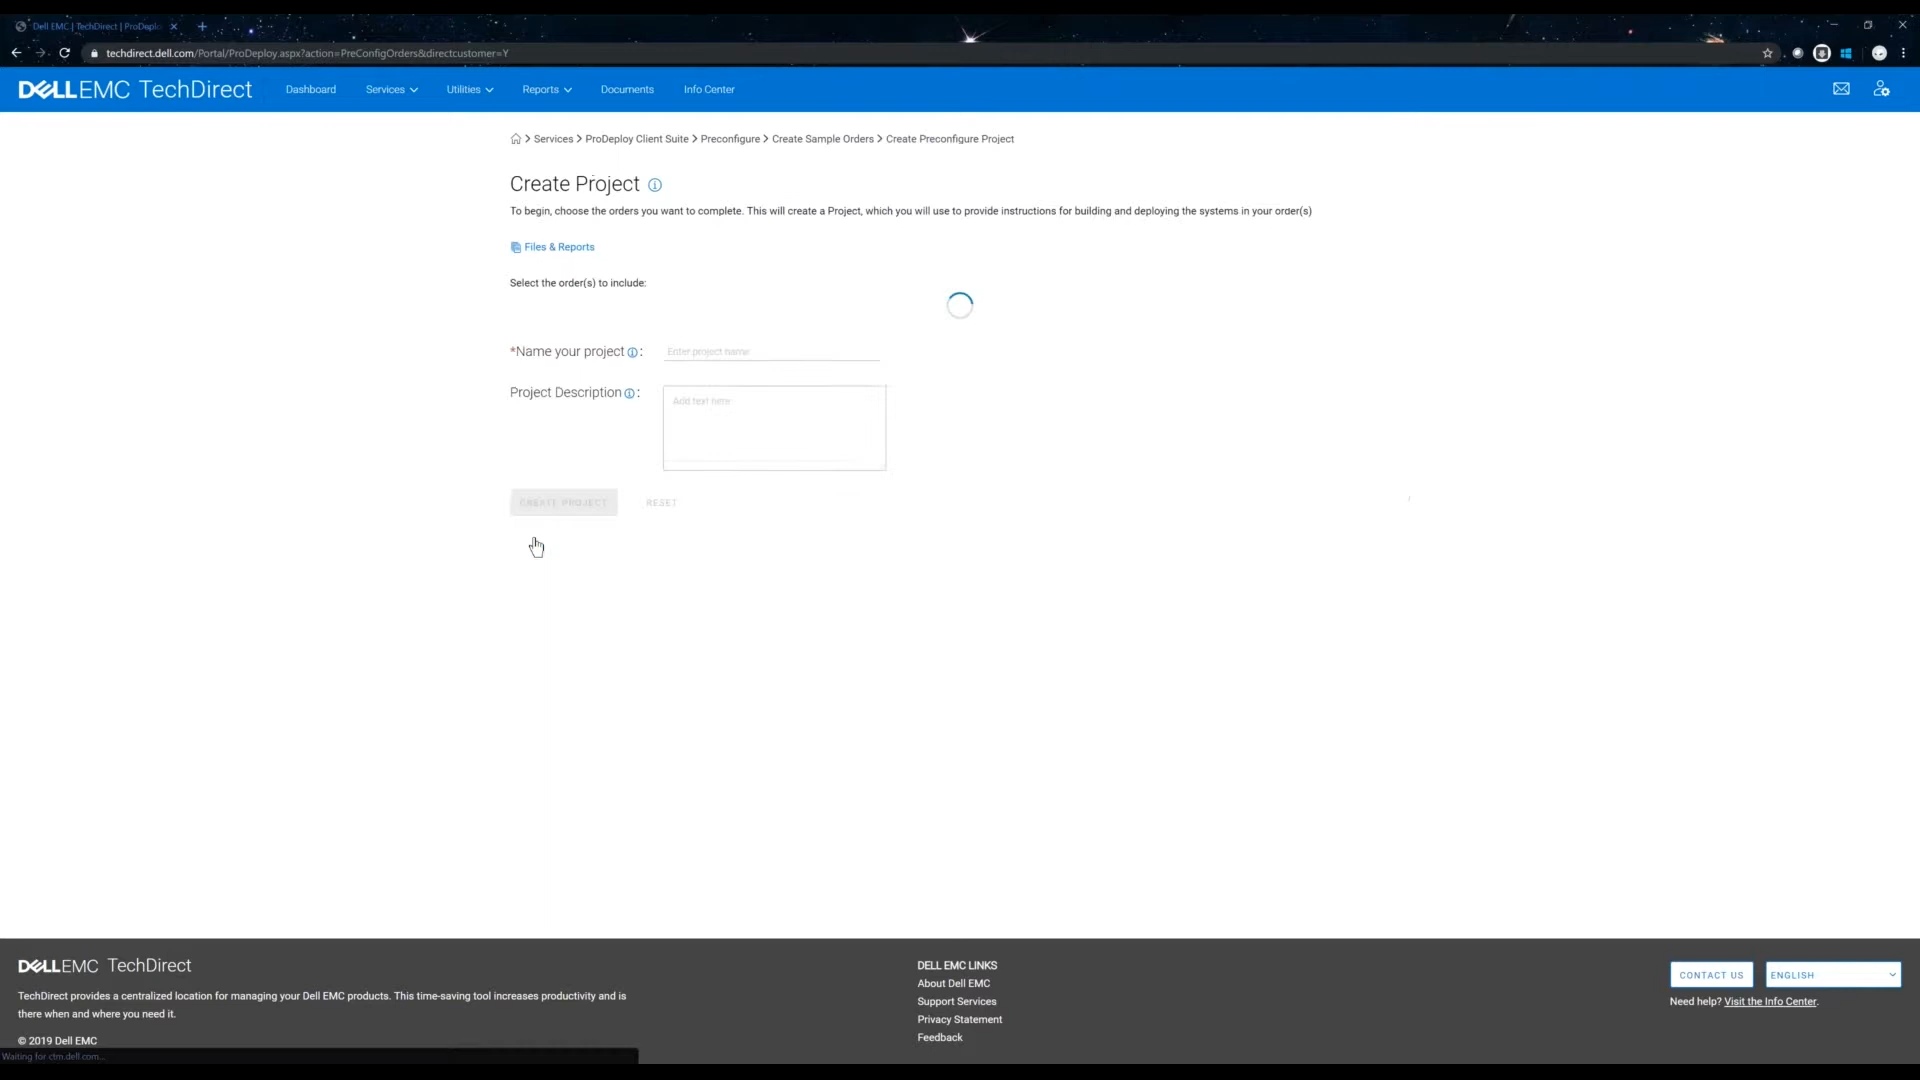 Dell EMC | TechDirect | ProDeplo
techdirect.dell.com/Portal/ProDeploy.aspx?action=PreConfigOrders&directcustomer=Y
DELLEMC TechDirect
Dashboard
Services
Utilities
Reports
Documents
Info Center
> Services > ProDeploy Client Suite > Preconfigure > Create Sample Orders > Create Preconfigure Project
Create Project
To begin, choose the orders you want to complete. This will create a Project, which you will use to provide instructions for building and deploying the systems in your order(s)
Files & Reports
Select the order(s) to include:
*Name your project :
Enter project name
Project Description :
Add text here
CREATE PROJECT
RESET
DELLEMC TechDirect
TechDirect provides a centralized location for managing your Dell EMC products. This time-saving tool increases productivity and is
there when and where you need it.
© 2019 Dell EMC
DELL EMC LINKS
About Dell EMC
Support Services
Privacy Statement
Feedback
CONTACT US
ENGLISH
Need help? Visit the Info Center.
Waiting for ctm.dell.com...